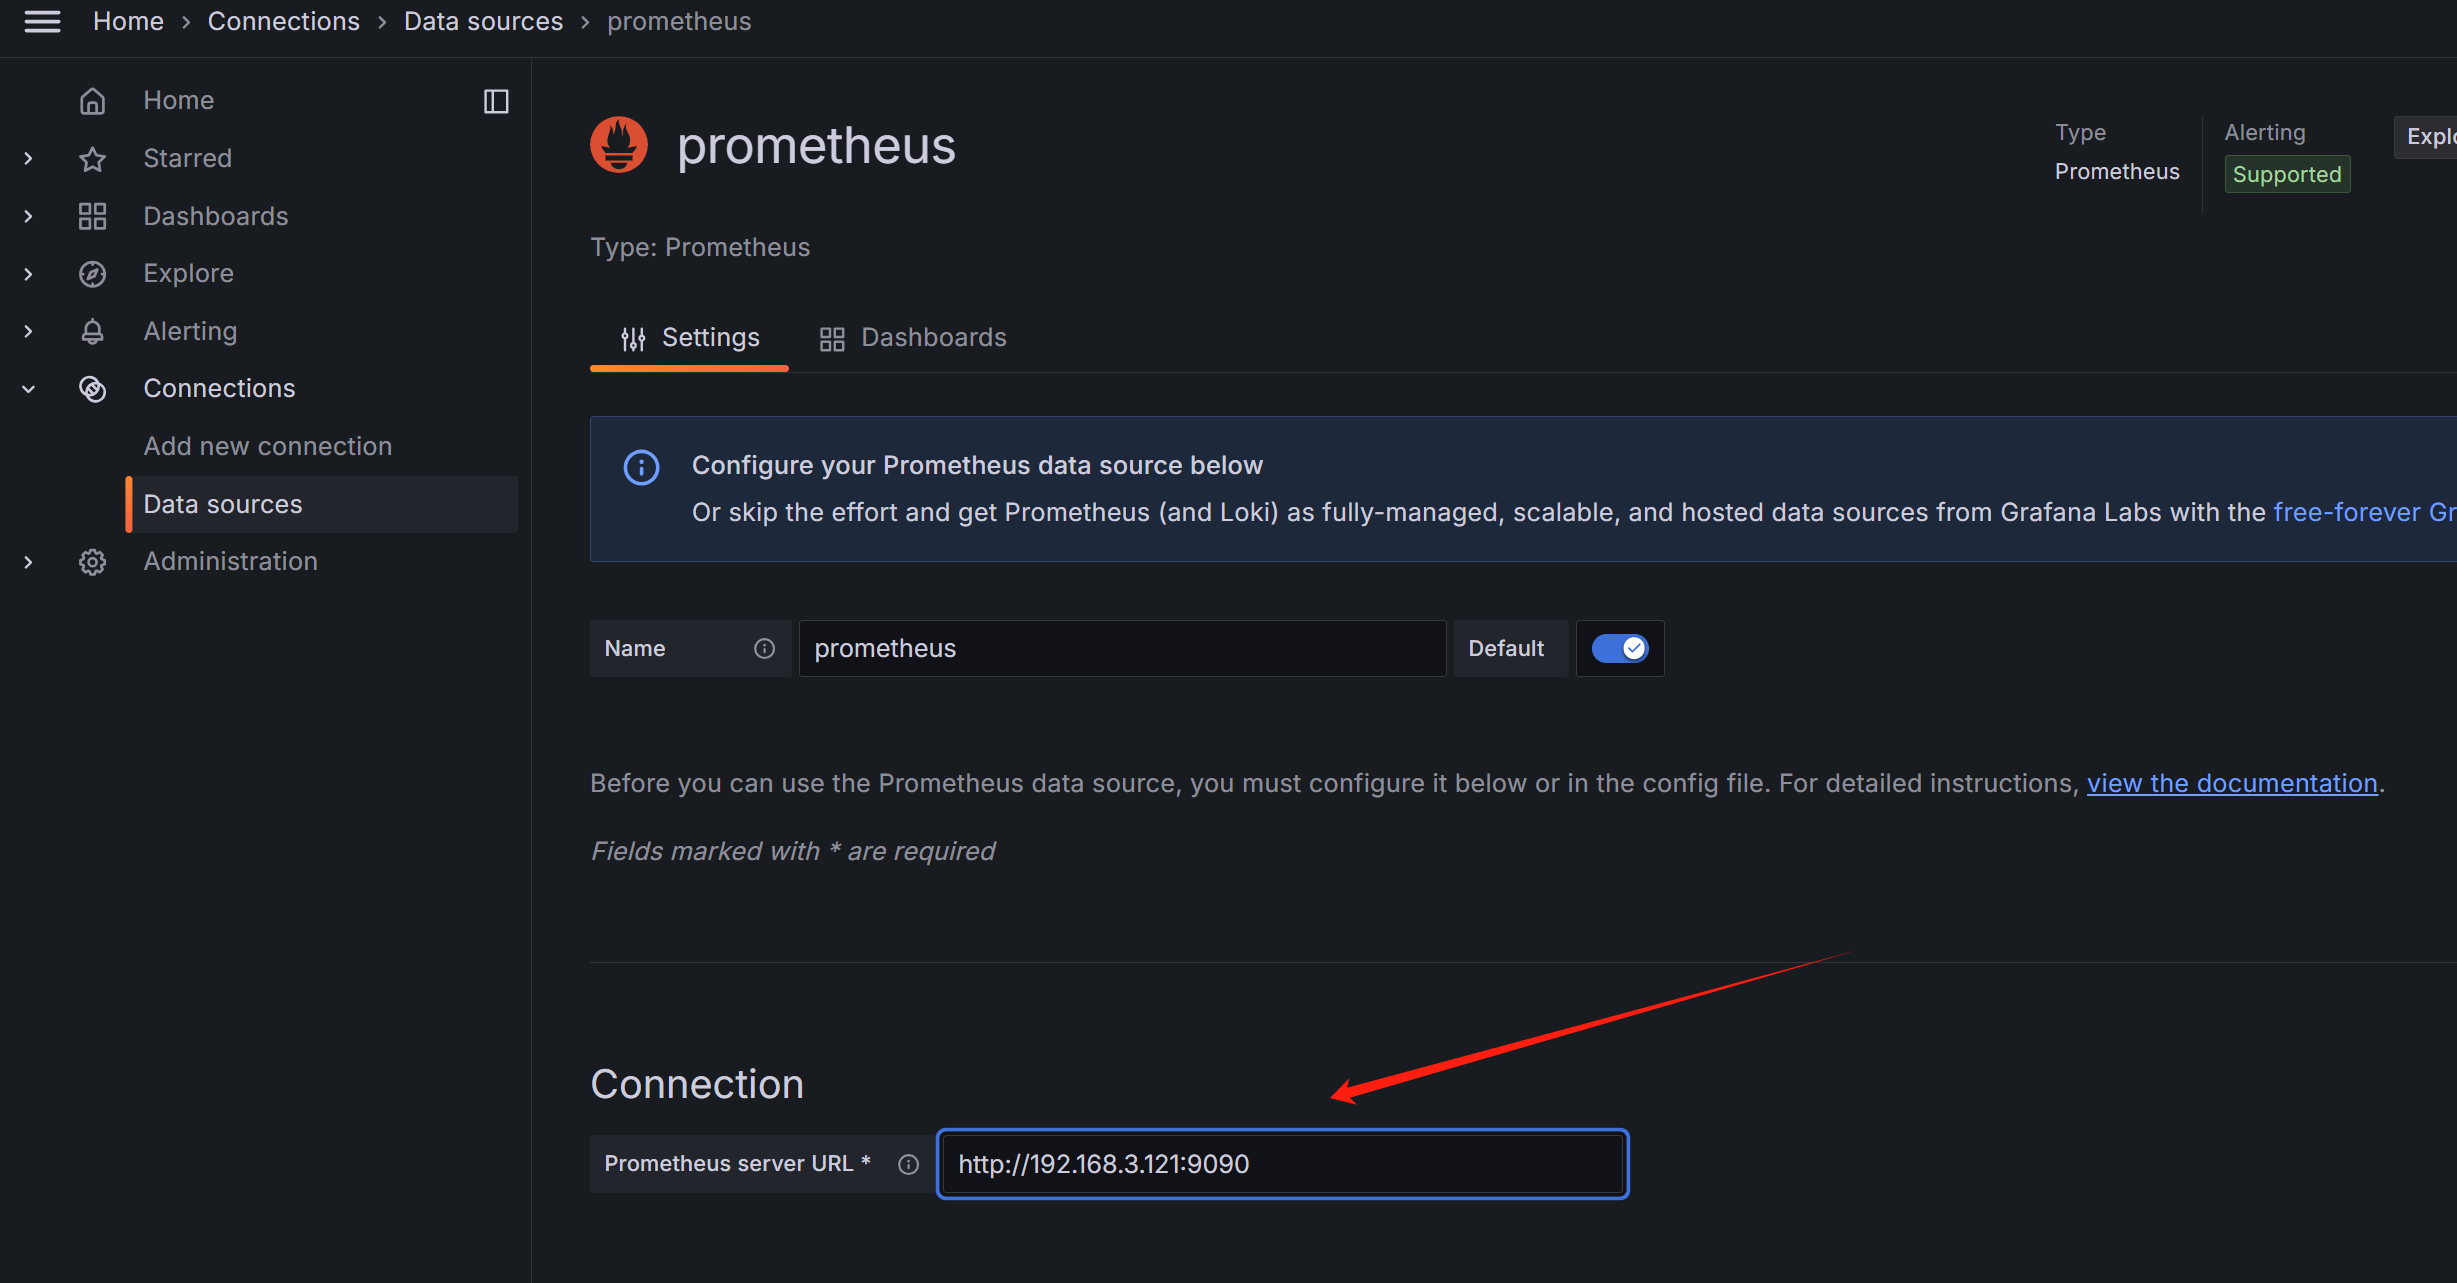 Home > Connections > Data sources > prometheus
Home
Starred
Dashboards
Explore
Alerting
Connections
Add new connection
Data sources
Administration
prometheus
Type
Prometheus
Alerting
Supported
Explo
Type: Prometheus
Settings
Dashboards
Configure your Prometheus data source below
Or skip the effort and get Prometheus (and Loki) as fully-managed, scalable, and hosted data sources from Grafana Labs with the free-forever Gr
Name
prometheus
Default
Before you can use the Prometheus data source, you must configure it below or in the config file. For detailed instructions, view the documentation.
Fields marked with * are required
Connection
Prometheus server URL *
http://192.168.3.121:9090